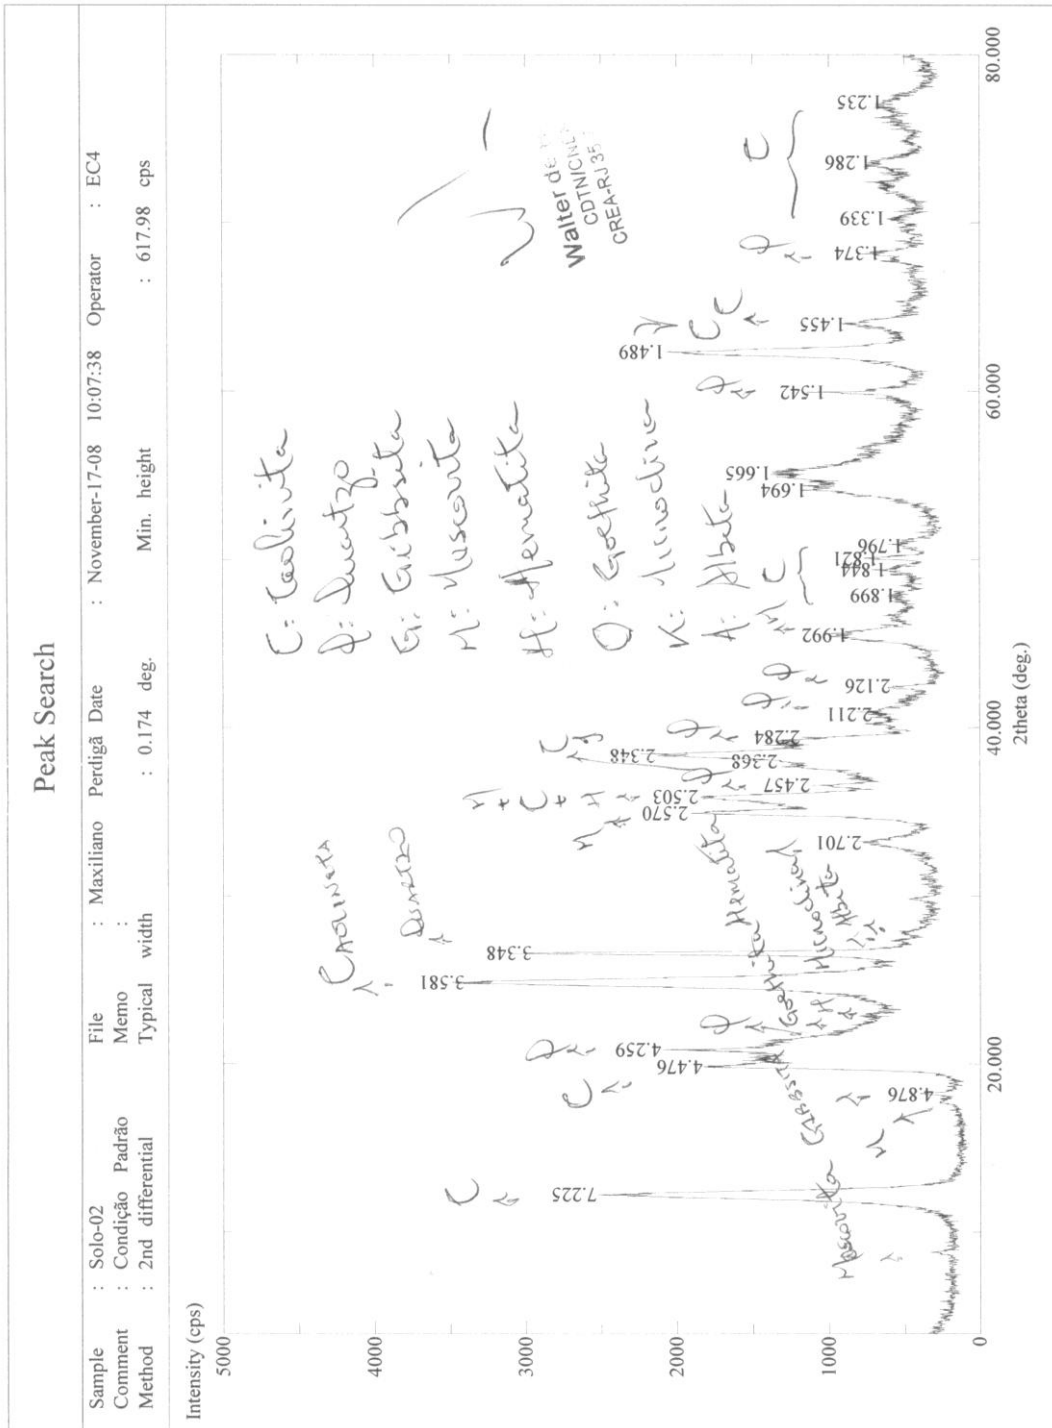 Peak Search
Sample : Solo-02 File : Maxiliano Perdigã Date : November-17-08 10:07:38 Operator : EC4
Comment : Condição Padrão Memo :
Method : 2nd differential Typical width : 0.174 deg. Min. height : 617.98 cps
Intensity (cps)
5000
4000
3000
2000
1000
0
20.000
40.000
60.000
80.000
2theta (deg.)
7.225
4.876
4.476
4.259
3.581
3.348
2.701
2.570
2.503
2.457
2.368
2.348
2.284
2.211
2.126
1.992
1.899
1.844
1.821
1.796
1.694
1.665
1.542
1.489
1.455
1.374
1.339
1.286
1.235
C
Muscovita
M
GIBBSITA
C
Q
Goethita
Hematita
H
CAOLINITA
QUARTZO
Microclina
Albita
M
M + C + H
Q
C
Q
Q
Q
M
C
Q
C
C
Q
C
C: Caolinita
Q: Quartzo
G: Gibbsita
M: Muscovita
H: Hematita
O: Goethita
K: Microclina
A: Albita
Walter de
CDTN/CNE
CREA-RJ 35